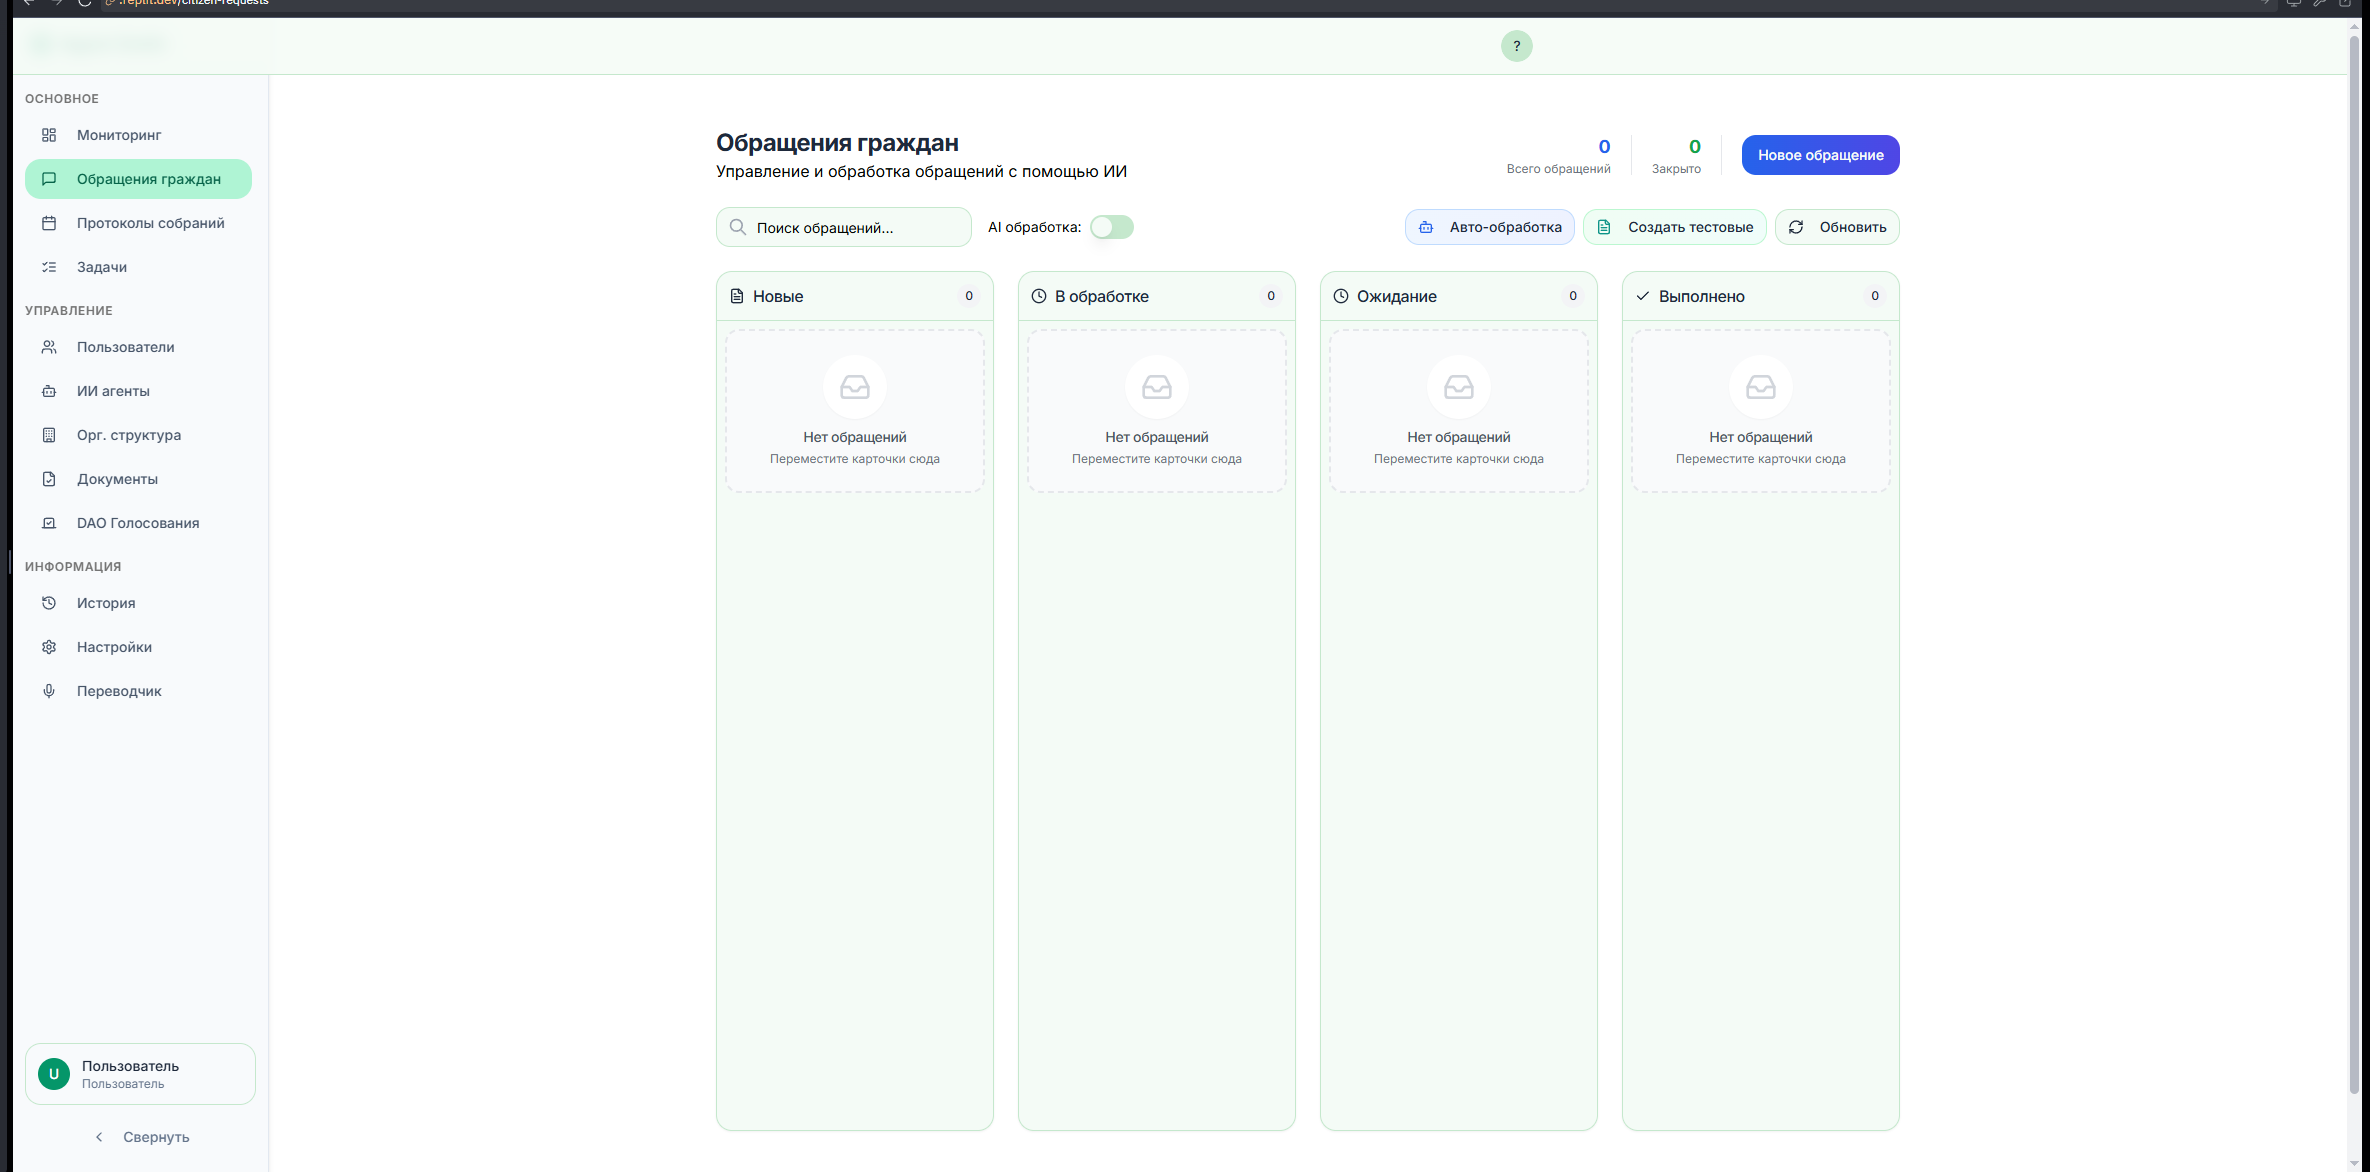 .replit.dev/citizen-requests
?
ОСНОВНОЕ
Мониторинг
Обращения граждан
Протоколы собраний
Задачи
УПРАВЛЕНИЕ
Пользователи
ИИ агенты
Орг. структура
Документы
DAO Голосования
ИНФОРМАЦИЯ
История
Настройки
Переводчик
U
Пользователь
Пользователь
Свернуть
Обращения граждан
Управление и обработка обращений с помощью ИИ
0
Всего обращений
0
Закрыто
Новое обращение
Поиск обращений...
AI обработка:
Авто-обработка
Создать тестовые
Обновить
Новые 0
Нет обращений
Переместите карточки сюда
В обработке 0
Нет обращений
Переместите карточки сюда
Ожидание 0
Нет обращений
Переместите карточки сюда
Выполнено 0
Нет обращений
Переместите карточки сюда